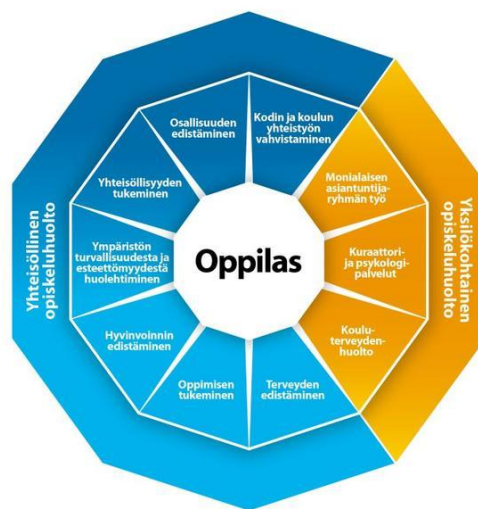 Osallisuuden
edistäminen
Kodin ja koulun
yhteistyön
vahvistaminen
Yhteisöllisyyden
tukeminen
Monialaisen
asiantuntija-
ryhmän työ
Yhteisöllinen
opiskeluhuolto
Ympäristön
turvallisuudesta ja
esteettömyydestä
huolehtiminen
Oppilas
Kuraattori-
ja psykologi-
palvelut
Yksilökohtainen
opiskeluhuolto
Hyvinvoinnin
edistäminen
Koulu-
terveyden-
huolto
Oppimisen
tukeminen
Terveyden
edistäminen